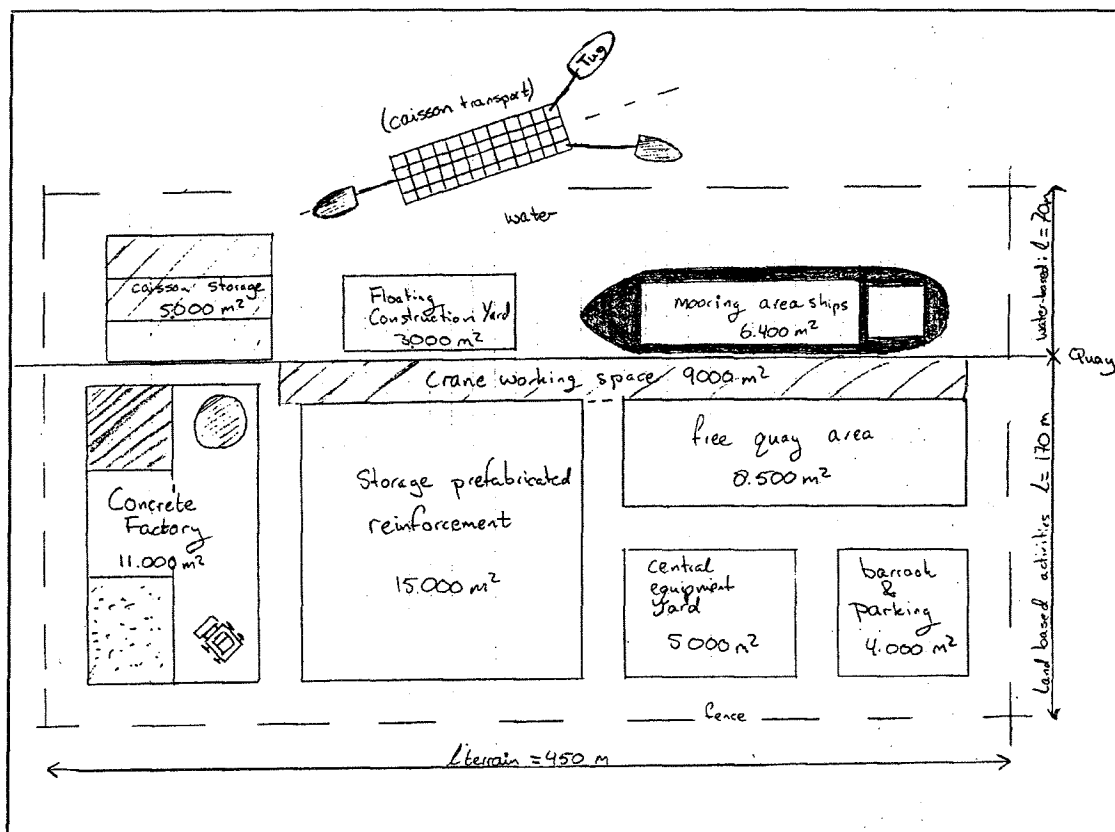 Tug
(caisson transport)
water
caisson storage
5.000 m²
Floating
Construction Yard
3000 m²
mooring area ships
6.400 m²
water based: l = 70m
Quay
Crane working space 9000 m²
free quay area
8.500 m²
Storage prefabricated
reinforcement
15.000 m²
Concrete
Factory
11.000 m²
central
equipment
Yard
5000 m²
barrack
&
parking
4.000 m²
land based activities l = 170 m
fence
l terrain = 450 m